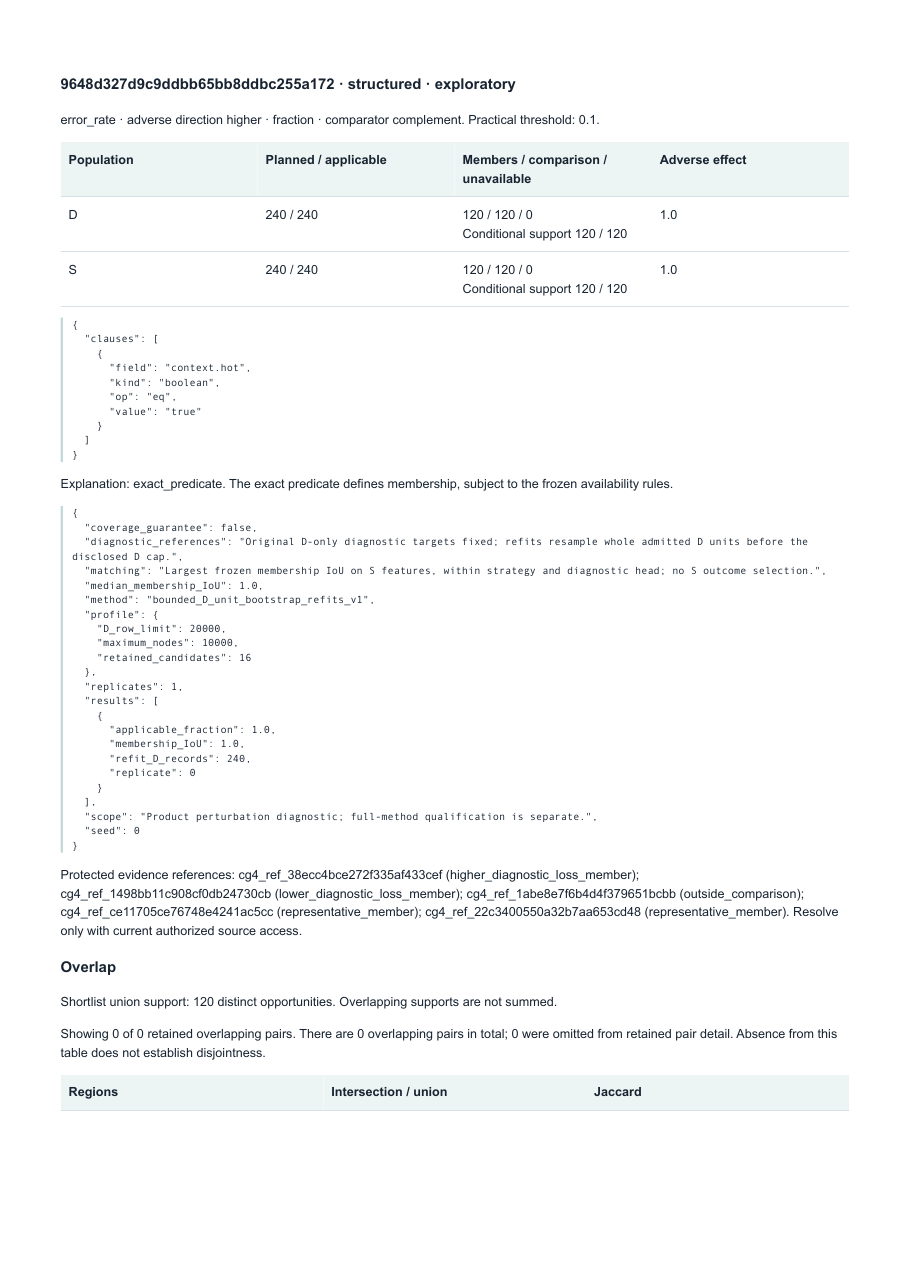 9648d327d9c9ddbb65bb8ddbc255a172 · structured · exploratory
error_rate · adverse direction higher · fraction · comparator complement. Practical threshold: 0.1.
Population Planned / applicable Members / comparison / unavailable Adverse effect
D 240 / 240 120 / 120 / 0 1.0
Conditional support 120 / 120
S 240 / 240 120 / 120 / 0 1.0
Conditional support 120 / 120
{
  "clauses": [
    {
      "field": "context.hot",
      "kind": "boolean",
      "op": "eq",
      "value": "true"
    }
  ]
}
Explanation: exact_predicate. The exact predicate defines membership, subject to the frozen availability rules.
{
  "coverage_guarantee": false,
  "diagnostic_references": "Original D-only diagnostic targets fixed; refits resample whole admitted D units before the
disclosed D cap.",
  "matching": "Largest frozen membership IoU on S features, within strategy and diagnostic head; no S outcome selection.",
  "median_membership_IoU": 1.0,
  "method": "bounded_D_unit_bootstrap_refits_v1",
  "profile": {
    "D_row_limit": 20000,
    "maximum_nodes": 10000,
    "retained_candidates": 16
  },
  "replicates": 1,
  "results": [
    {
      "applicable_fraction": 1.0,
      "membership_IoU": 1.0,
      "refit_D_records": 240,
      "replicate": 0
    }
  ],
  "scope": "Product perturbation diagnostic; full-method qualification is separate.",
  "seed": 0
}
Protected evidence references: cg4_ref_38ecc4bce272f335af433cef (higher_diagnostic_loss_member);
cg4_ref_1498bb11c908cf0db24730cb (lower_diagnostic_loss_member); cg4_ref_1abe8e7f6b4d4f379651bcbb (outside_comparison);
cg4_ref_ce11705ce76748e4241ac5cc (representative_member); cg4_ref_22c3400550a32b7aa653cd48 (representative_member). Resolve
only with current authorized source access.
Overlap
Shortlist union support: 120 distinct opportunities. Overlapping supports are not summed.
Showing 0 of 0 retained overlapping pairs. There are 0 overlapping pairs in total; 0 were omitted from retained pair detail. Absence from this
table does not establish disjointness.
Regions Intersection / union Jaccard